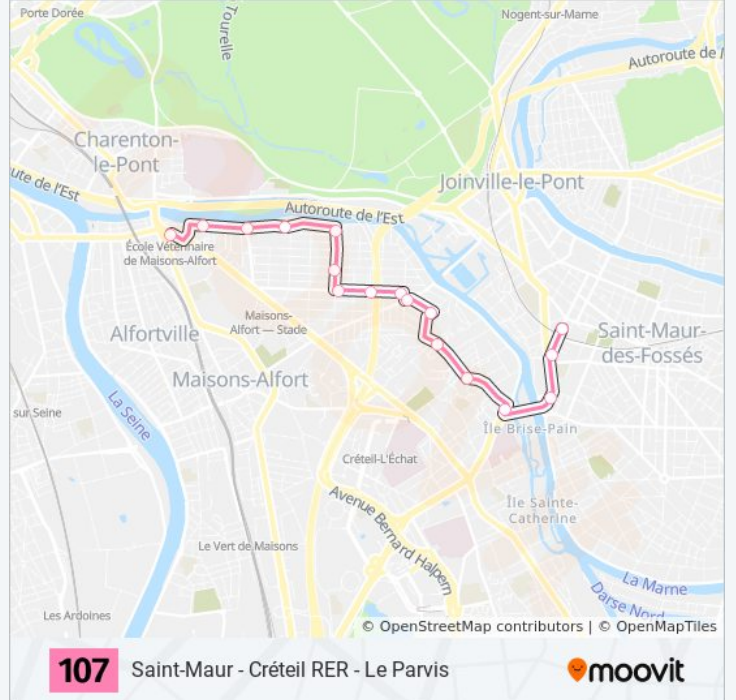 Porte Dorée
Tourelle
Nogent-sur-Marne
Autoroute de l
Charenton-
le-Pont
ute de l'Est
Joinville-le-Pont
Autoroute de l'Est
École Vétérinaire
de Maisons-Alfort
Maisons-
Alfort — Stade
Alfortville
Saint-Maur-
des-Fossés
Maisons-Alfort
La Seine
sur Seine
Île Brise-Pain
Créteil-L'Échat
Avenue Bernard Halpern
Île Sainte-
Catherine
Le Vert de Maisons
La Marne
Darse Nord
Les Ardoines
© OpenStreetMap contributors | © OpenMapTiles
107 Saint-Maur - Créteil RER - Le Parvis
moovit